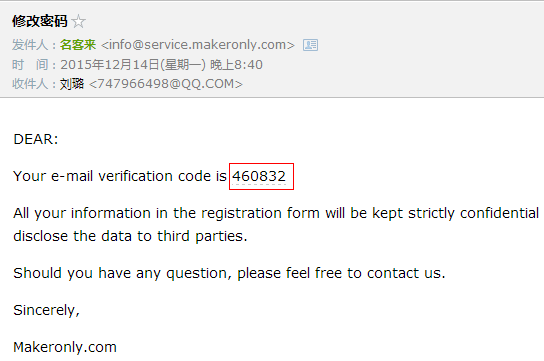 修改密码☆
发件人：名客来 <info@service.makeronly.com>
时　间：2015年12月14日(星期一) 晚上8:40
收件人：刘璐 <747966498@QQ.COM>
DEAR:
Your e-mail verification code is 460832
All your information in the registration form will be kept strictly confidential
disclose the data to third parties.
Should you have any question, please feel free to contact us.
Sincerely,
Makeronly.com